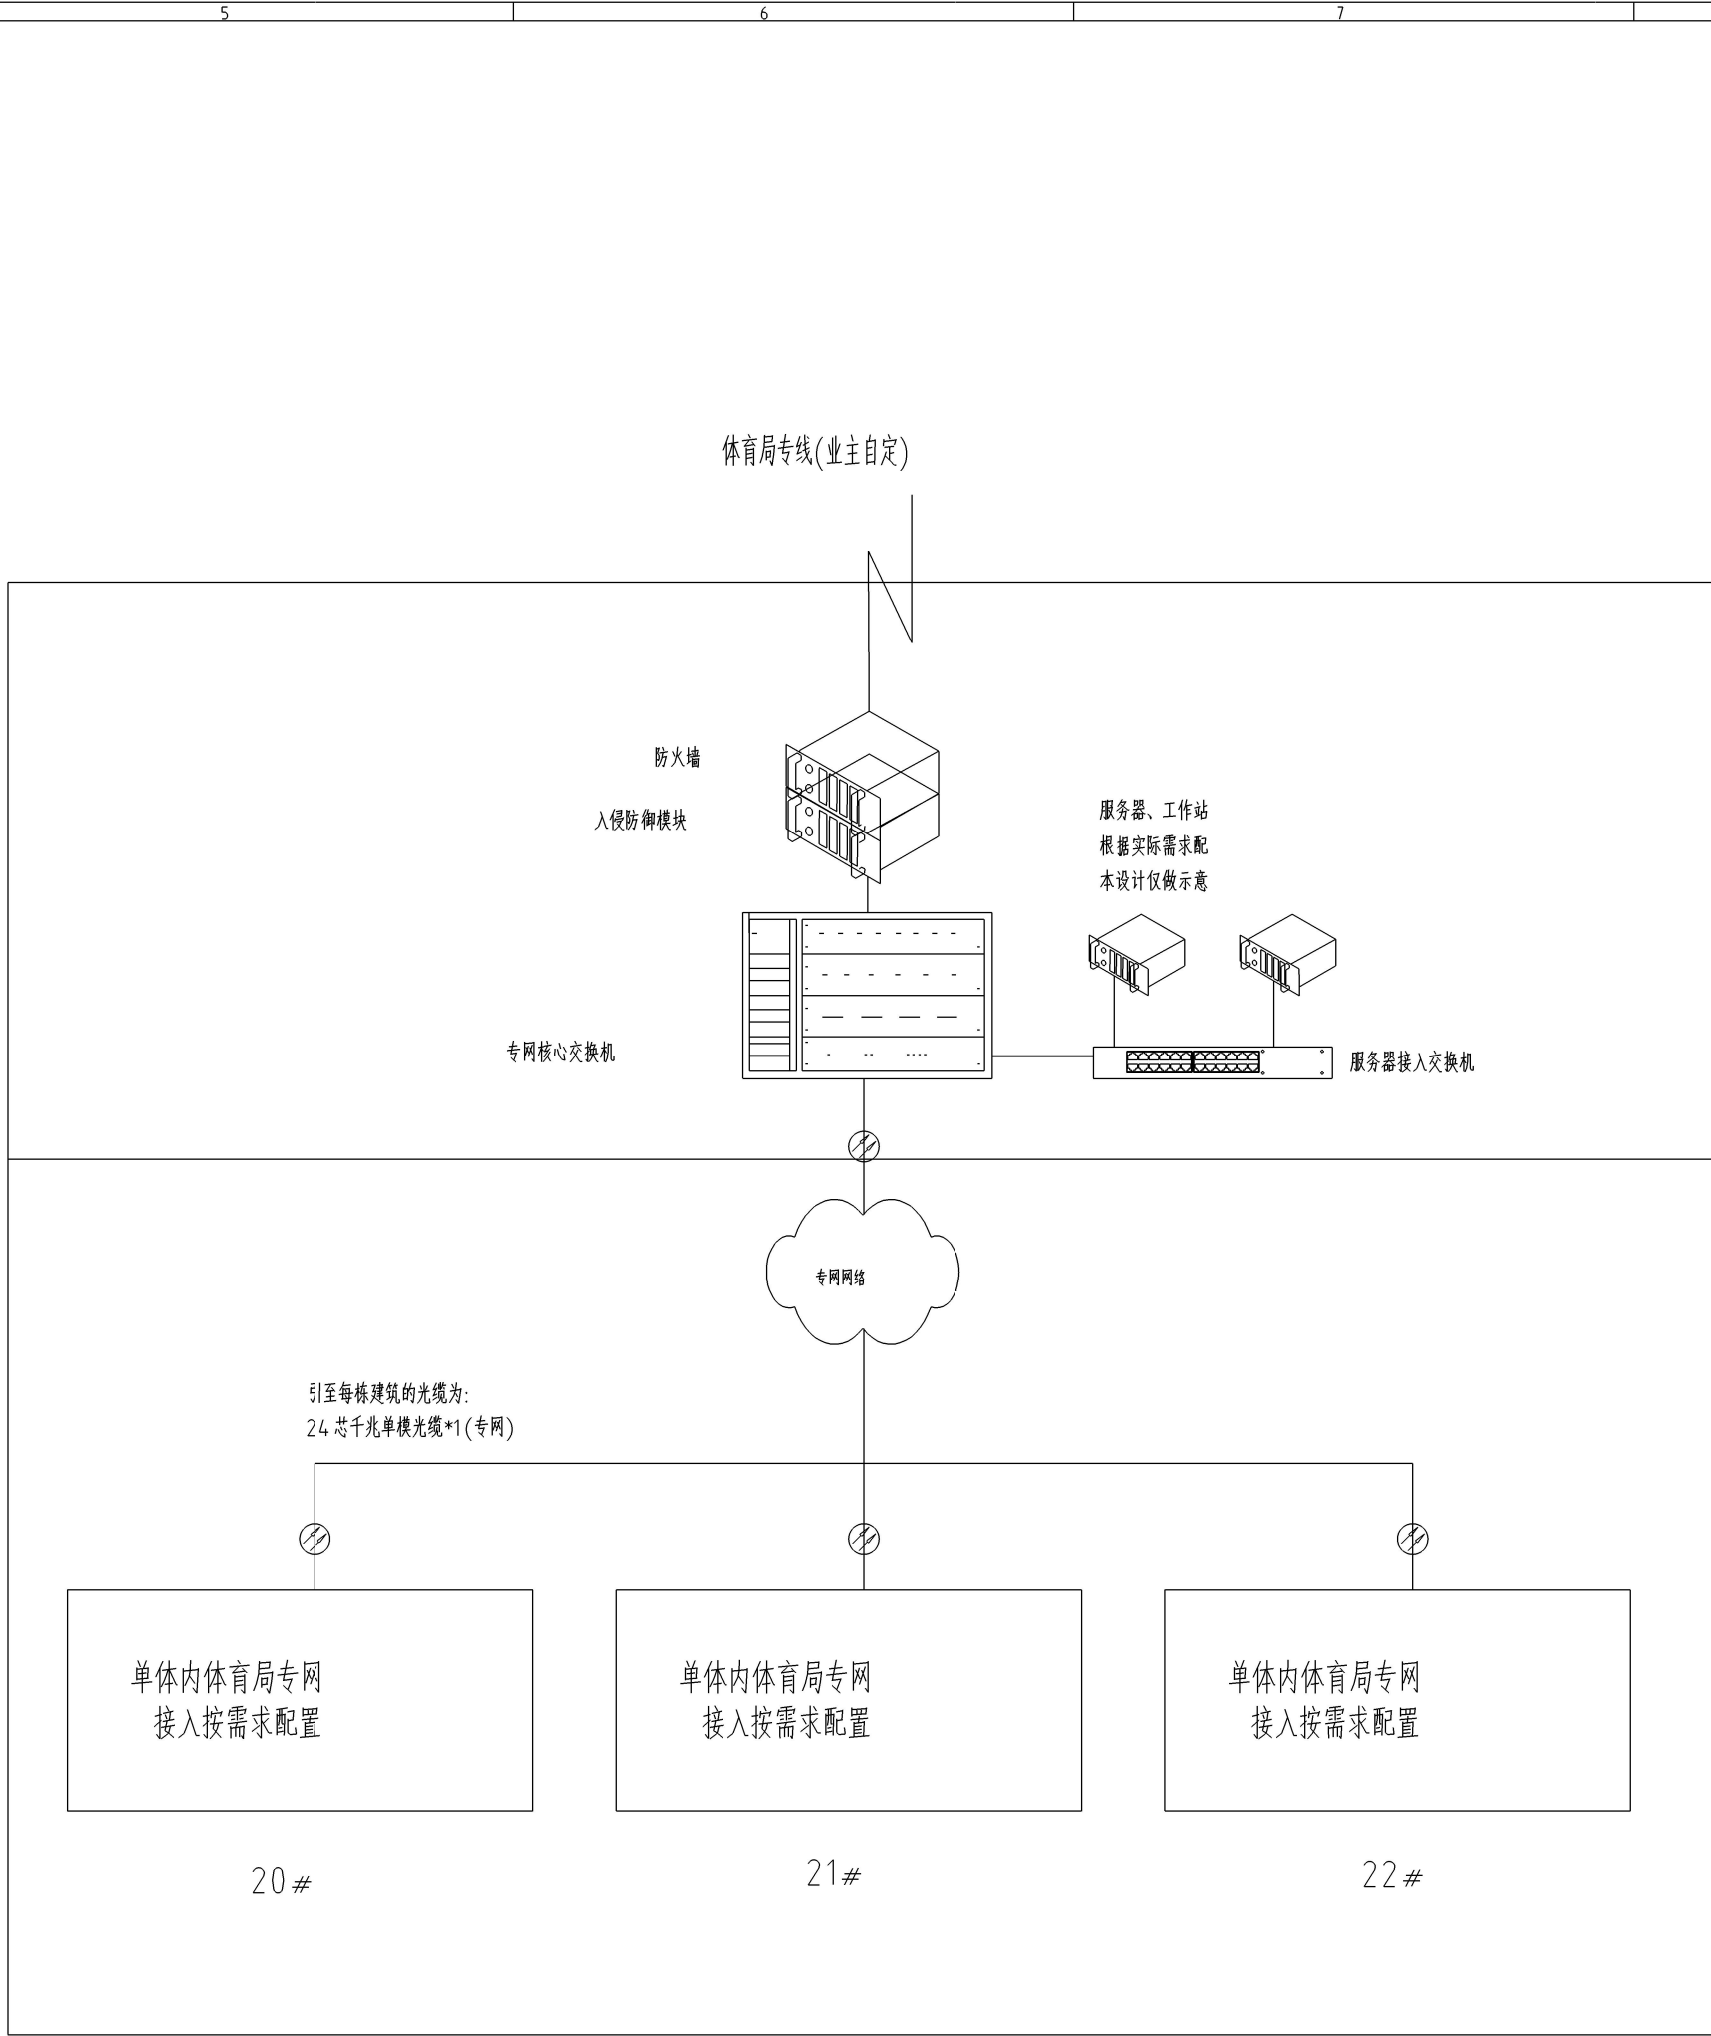 5
6
7
体育局专线(业主自定)
防火墙
入侵防御模块
服务器、工作站
根据实际需求配
本设计仅做示意
专网核心交换机
服务器接入交换机
专网网络
引至每栋建筑的光缆为:
24芯千兆单模光缆*1(专网)
单体内体育局专网
接入按需求配置
单体内体育局专网
接入按需求配置
单体内体育局专网
接入按需求配置
20#
21#
22#